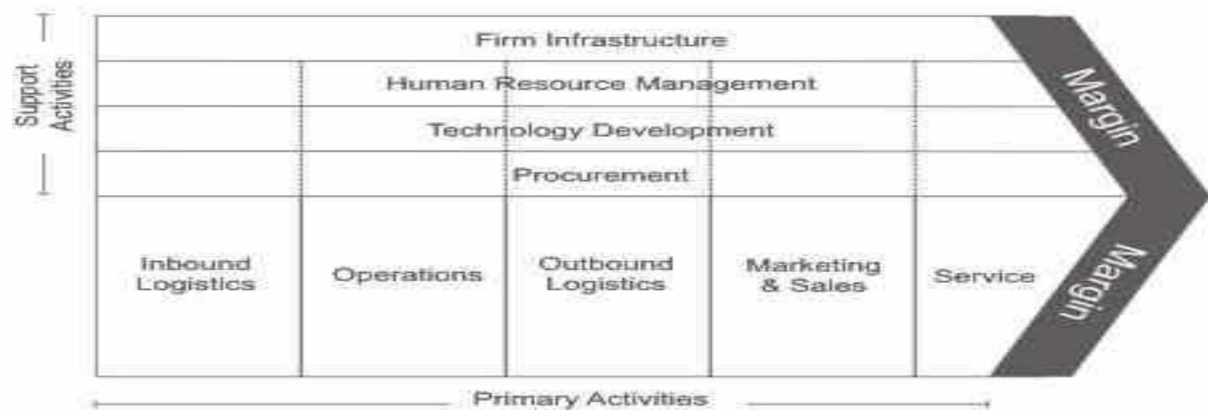 Support
Activities
Firm Infrastructure
Human Resource Management
Technology Development
Procurement
Margin
Inbound
Logistics
Operations
Outbound
Logistics
Marketing
& Sales
Service
Margin
Primary Activities